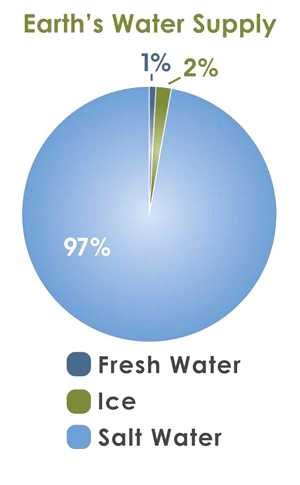 Earth's Water Supply
1% 2%
97%
Fresh Water
Ice
Salt Water